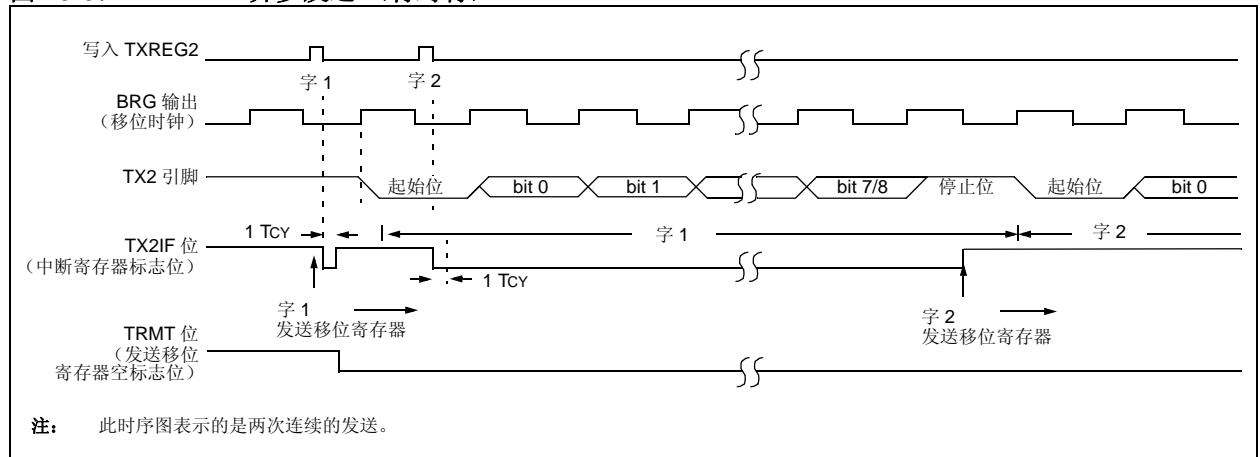 写入 TXREG2
字 1
字 2
BRG 输出
（移位时钟）
TX2 引脚
起始位
bit 0
bit 1
bit 7/8
停止位
起始位
bit 0
1 TCY
字 1
字 2
TX2IF 位
（中断寄存器标志位）
1 TCY
字 1
发送移位寄存器
字 2
发送移位寄存器
TRMT 位
（发送移位
寄存器空标志位）
注： 此时序图表示的是两次连续的发送。